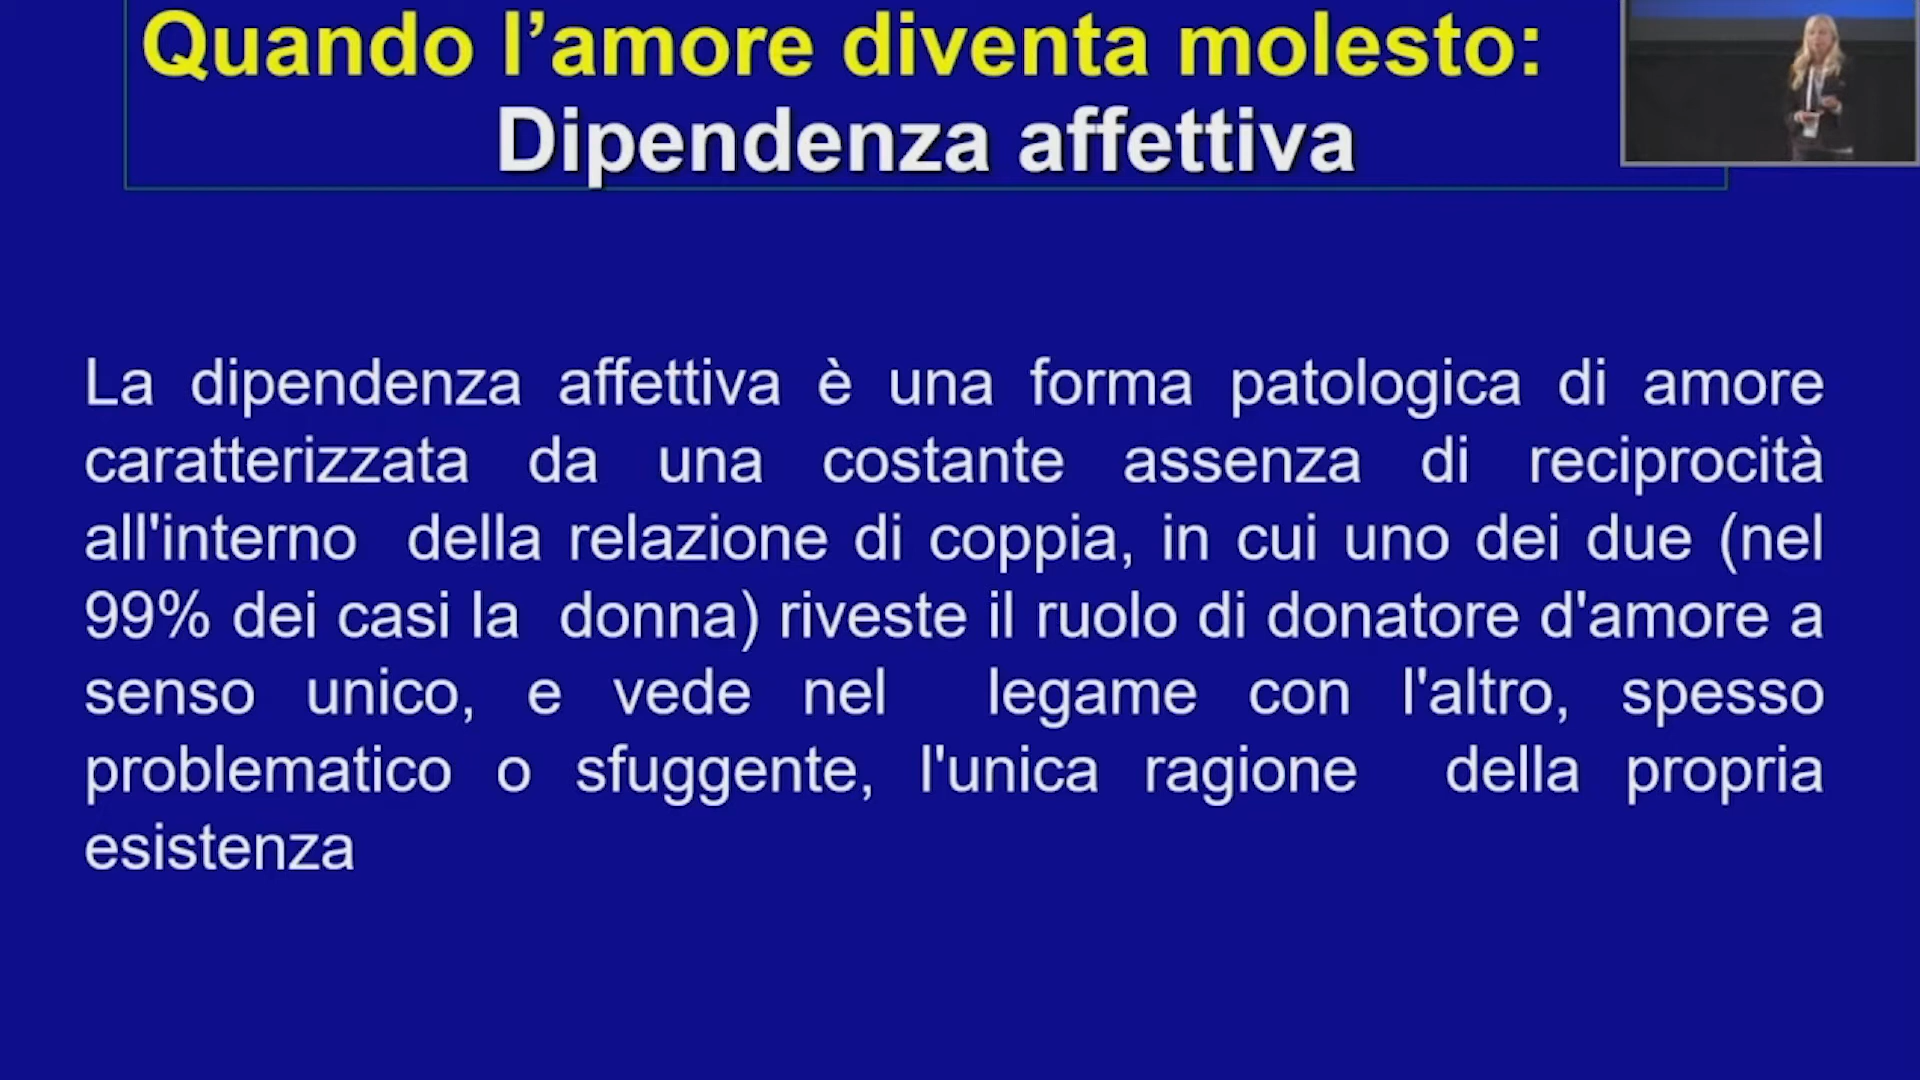 Quando l’amore diventa molesto:
Dipendenza affettiva
La dipendenza affettiva è una forma patologica di amore
caratterizzata da una costante assenza di reciprocità
all'interno della relazione di coppia, in cui uno dei due (nel
99% dei casi la donna) riveste il ruolo di donatore d'amore a
senso unico, e vede nel legame con l'altro, spesso
problematico o sfuggente, l'unica ragione della propria
esistenza